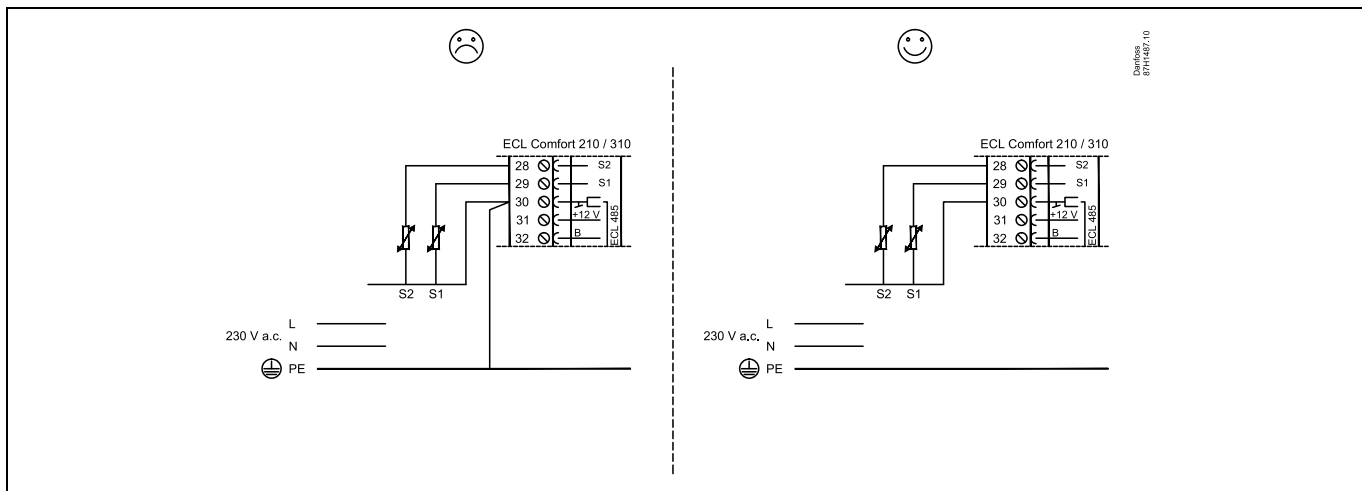 Danfoss
87H1487.10
ECL Comfort 210 / 310
28 S2
29 S1
30
31 +12 V
32 B
ECL 485
S2 S1
L
230 V a.c.
N
PE
ECL Comfort 210 / 310
28 S2
29 S1
30
31 +12 V
32 B
ECL 485
S2 S1
L
230 V a.c.
N
PE